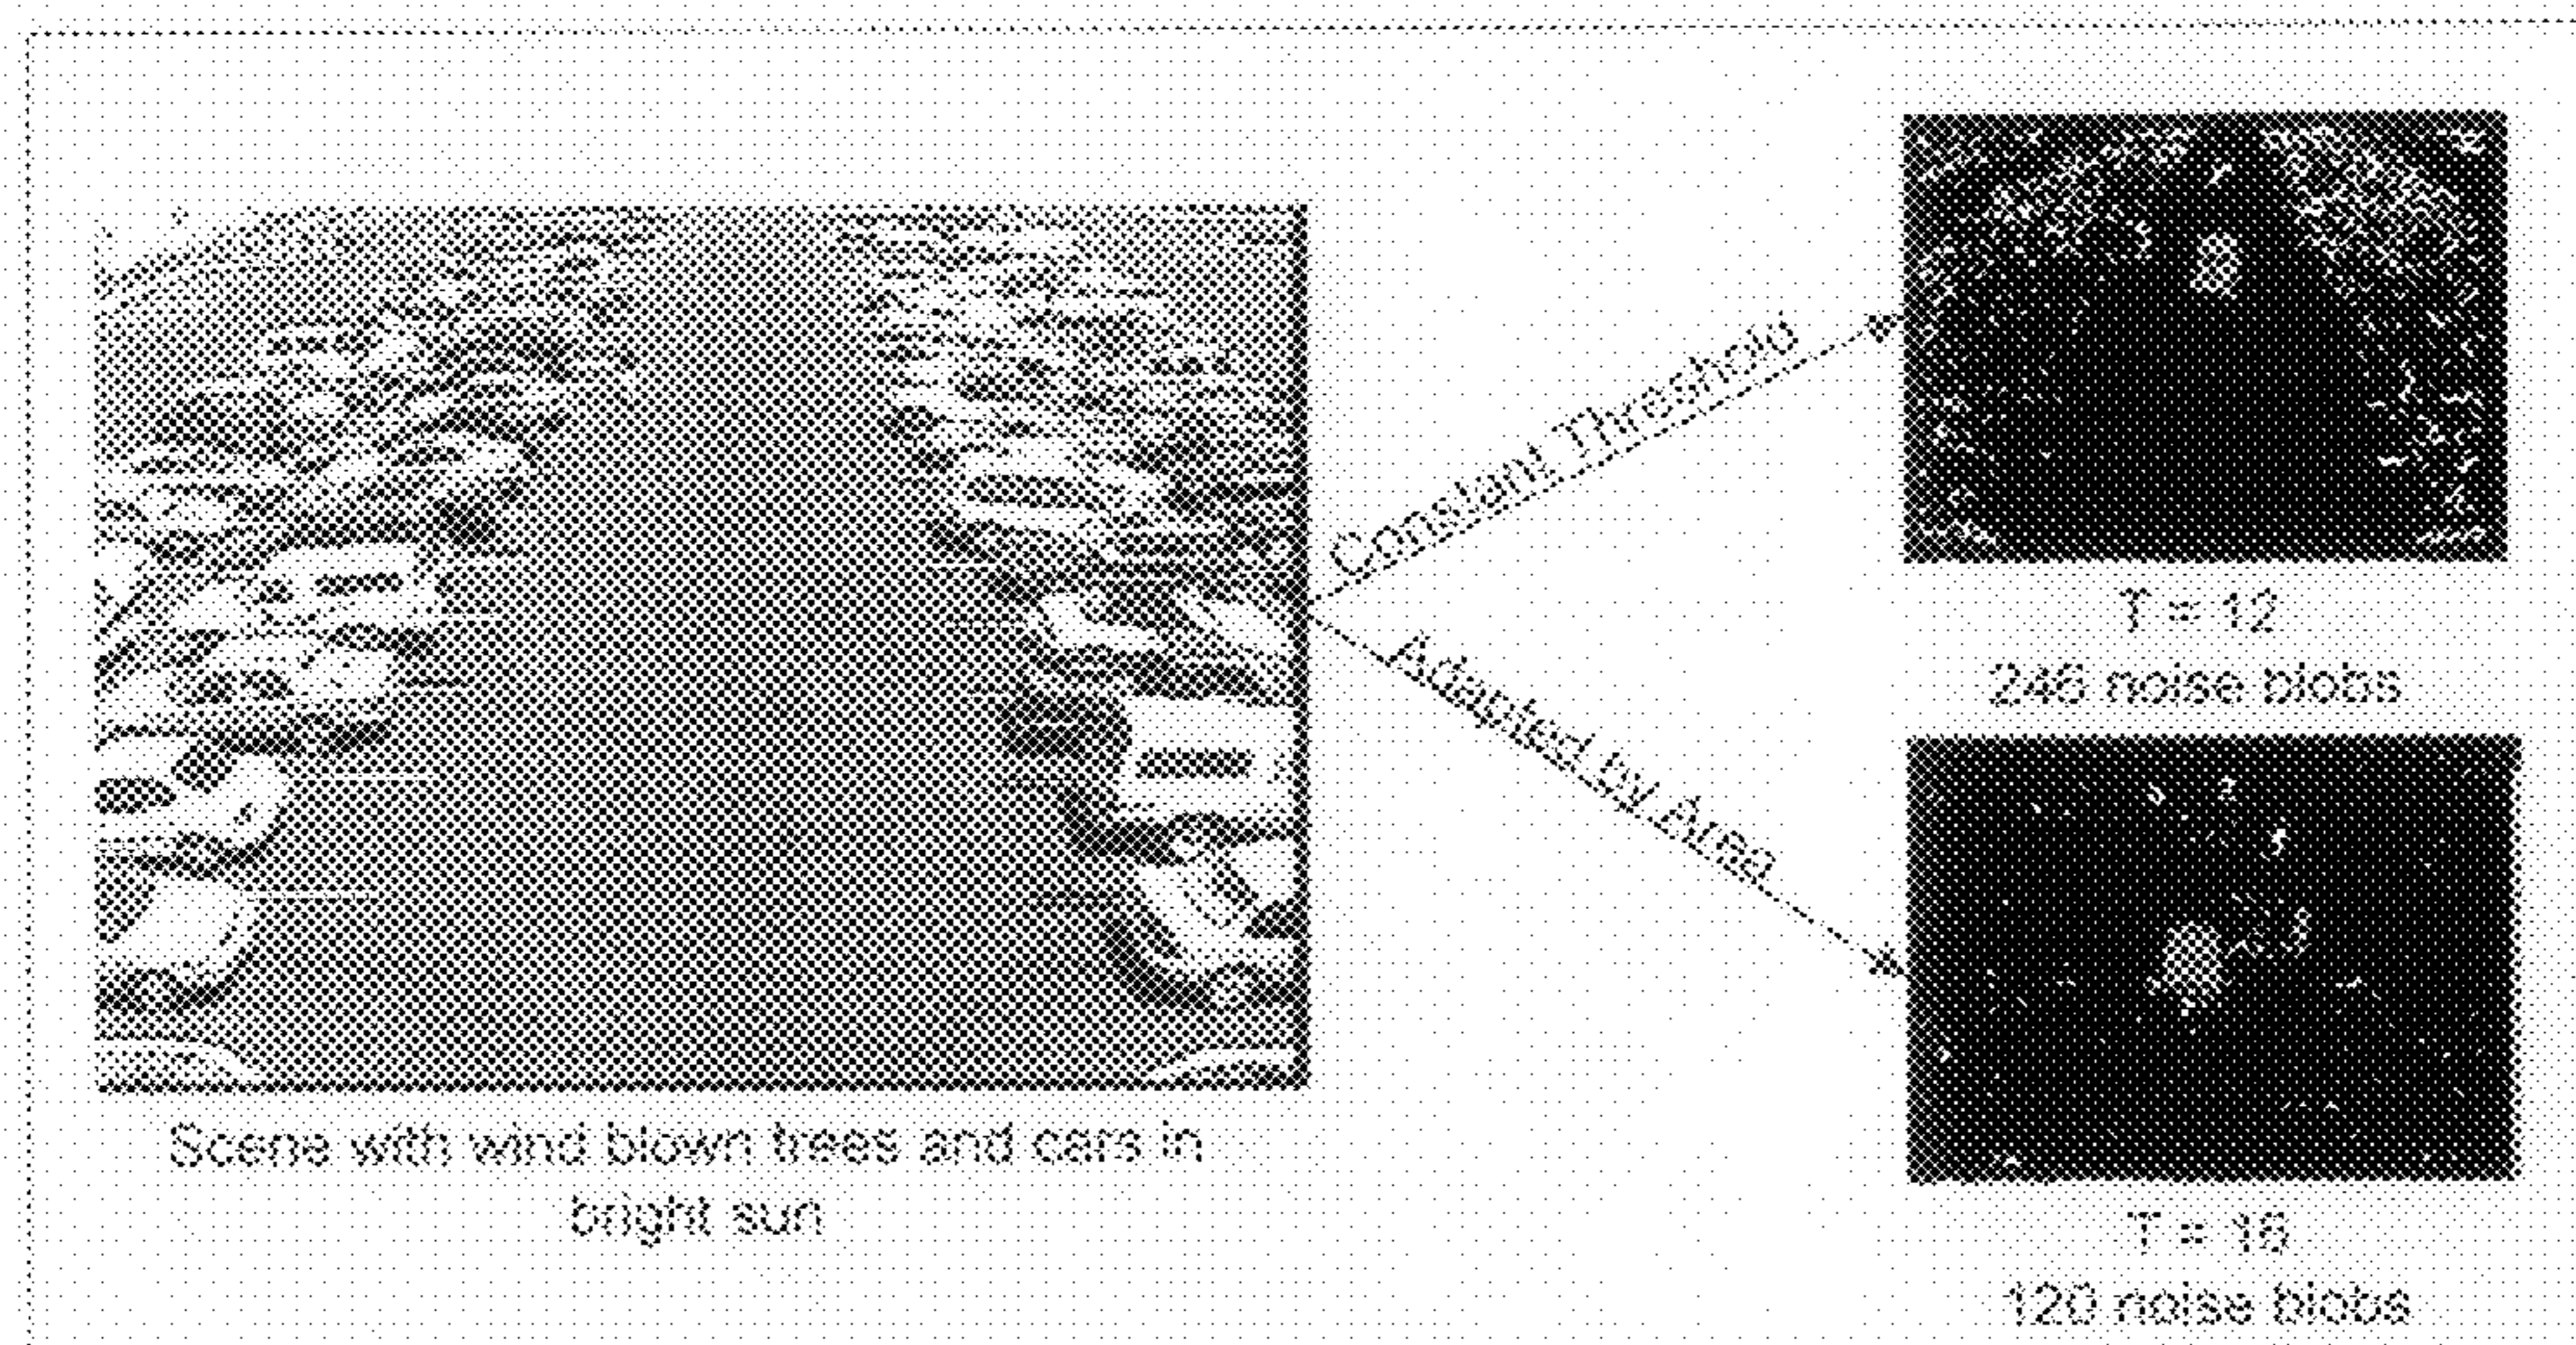 Constant Threshold
T = 12
246 noise blobs
Adapted by Area
Scene with wind blown trees and cars in
bright sun
T = 16
120 noise blobs